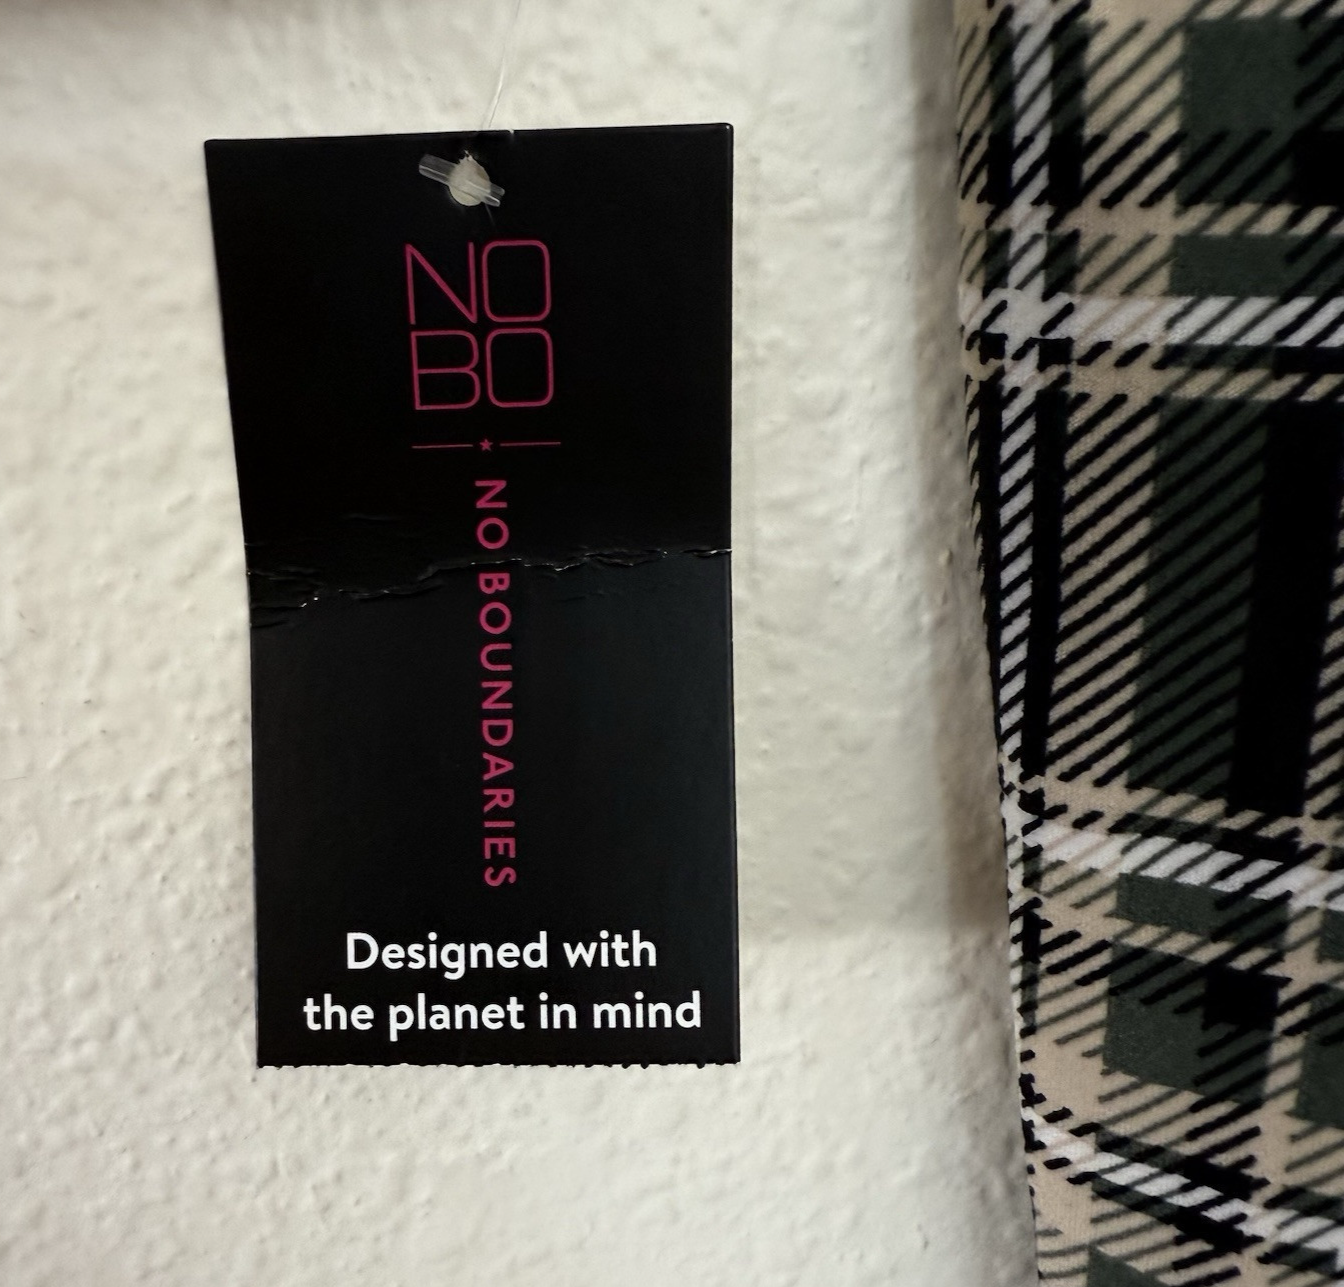 NO
BO
NO BOUNDARIES
Designed with
the planet in mind